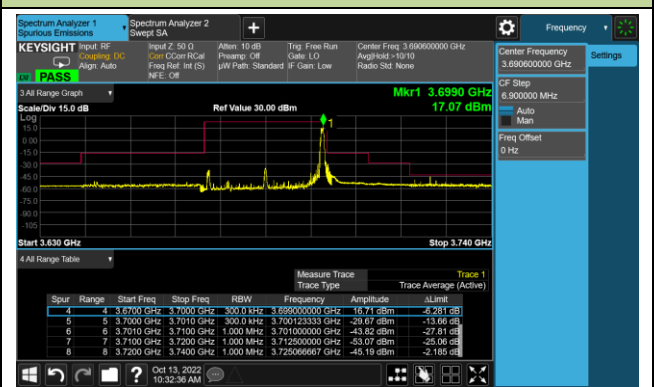 Spectrum Analyzer 1
Spurious Emissions
Spectrum Analyzer 2
Swept SA
Frequency
KEYSIGHT
Input: RF
Coupling: DC
Align: Auto
Input Z: 50 Ω
Corr CCorr RCal
Freq Ref: Int (S)
NFE: Off
Atten: 10 dB
Preamp: Off
µW Path: Standard
Trig: Free Run
Gate: LO
IF Gain: Low
Center Freq: 3.690600000 GHz
Avg|Hold:>10/10
Radio Std: None
PASS
Center Frequency
3.690600000 GHz
Settings
CF Step
6.900000 MHz
Auto
Man
Freq Offset
0 Hz
3 All Range Graph
Mkr1 3.6990 GHz
Scale/Div 15.0 dB
Ref Value 30.00 dBm
17.07 dBm
Log
1
15.0
0.00
-15.0
-30.0
-45.0
-60.0
-75.0
-90.0
-105
Start 3.630 GHz
Stop 3.740 GHz
4 All Range Table
Measure Trace Trace 1
Trace Type Trace Average (Active)
Spur Range Start Freq Stop Freq RBW Frequency Amplitude ΔLimit
4 4 3.6700 GHz 3.7000 GHz 300.0 kHz 3.699000000 GHz 16.71 dBm -6.281 dB
5 5 3.7000 GHz 3.7010 GHz 300.0 kHz 3.700123333 GHz -29.67 dBm -13.66 dB
6 6 3.7010 GHz 3.7100 GHz 1.000 MHz 3.701000000 GHz -43.82 dBm -27.81 dB
7 7 3.7100 GHz 3.7200 GHz 1.000 MHz 3.712500000 GHz -53.07 dBm -25.06 dB
8 8 3.7200 GHz 3.7400 GHz 1.000 MHz 3.725066667 GHz -45.19 dBm -2.185 dB
?
Oct 13, 2022
10:32:36 AM